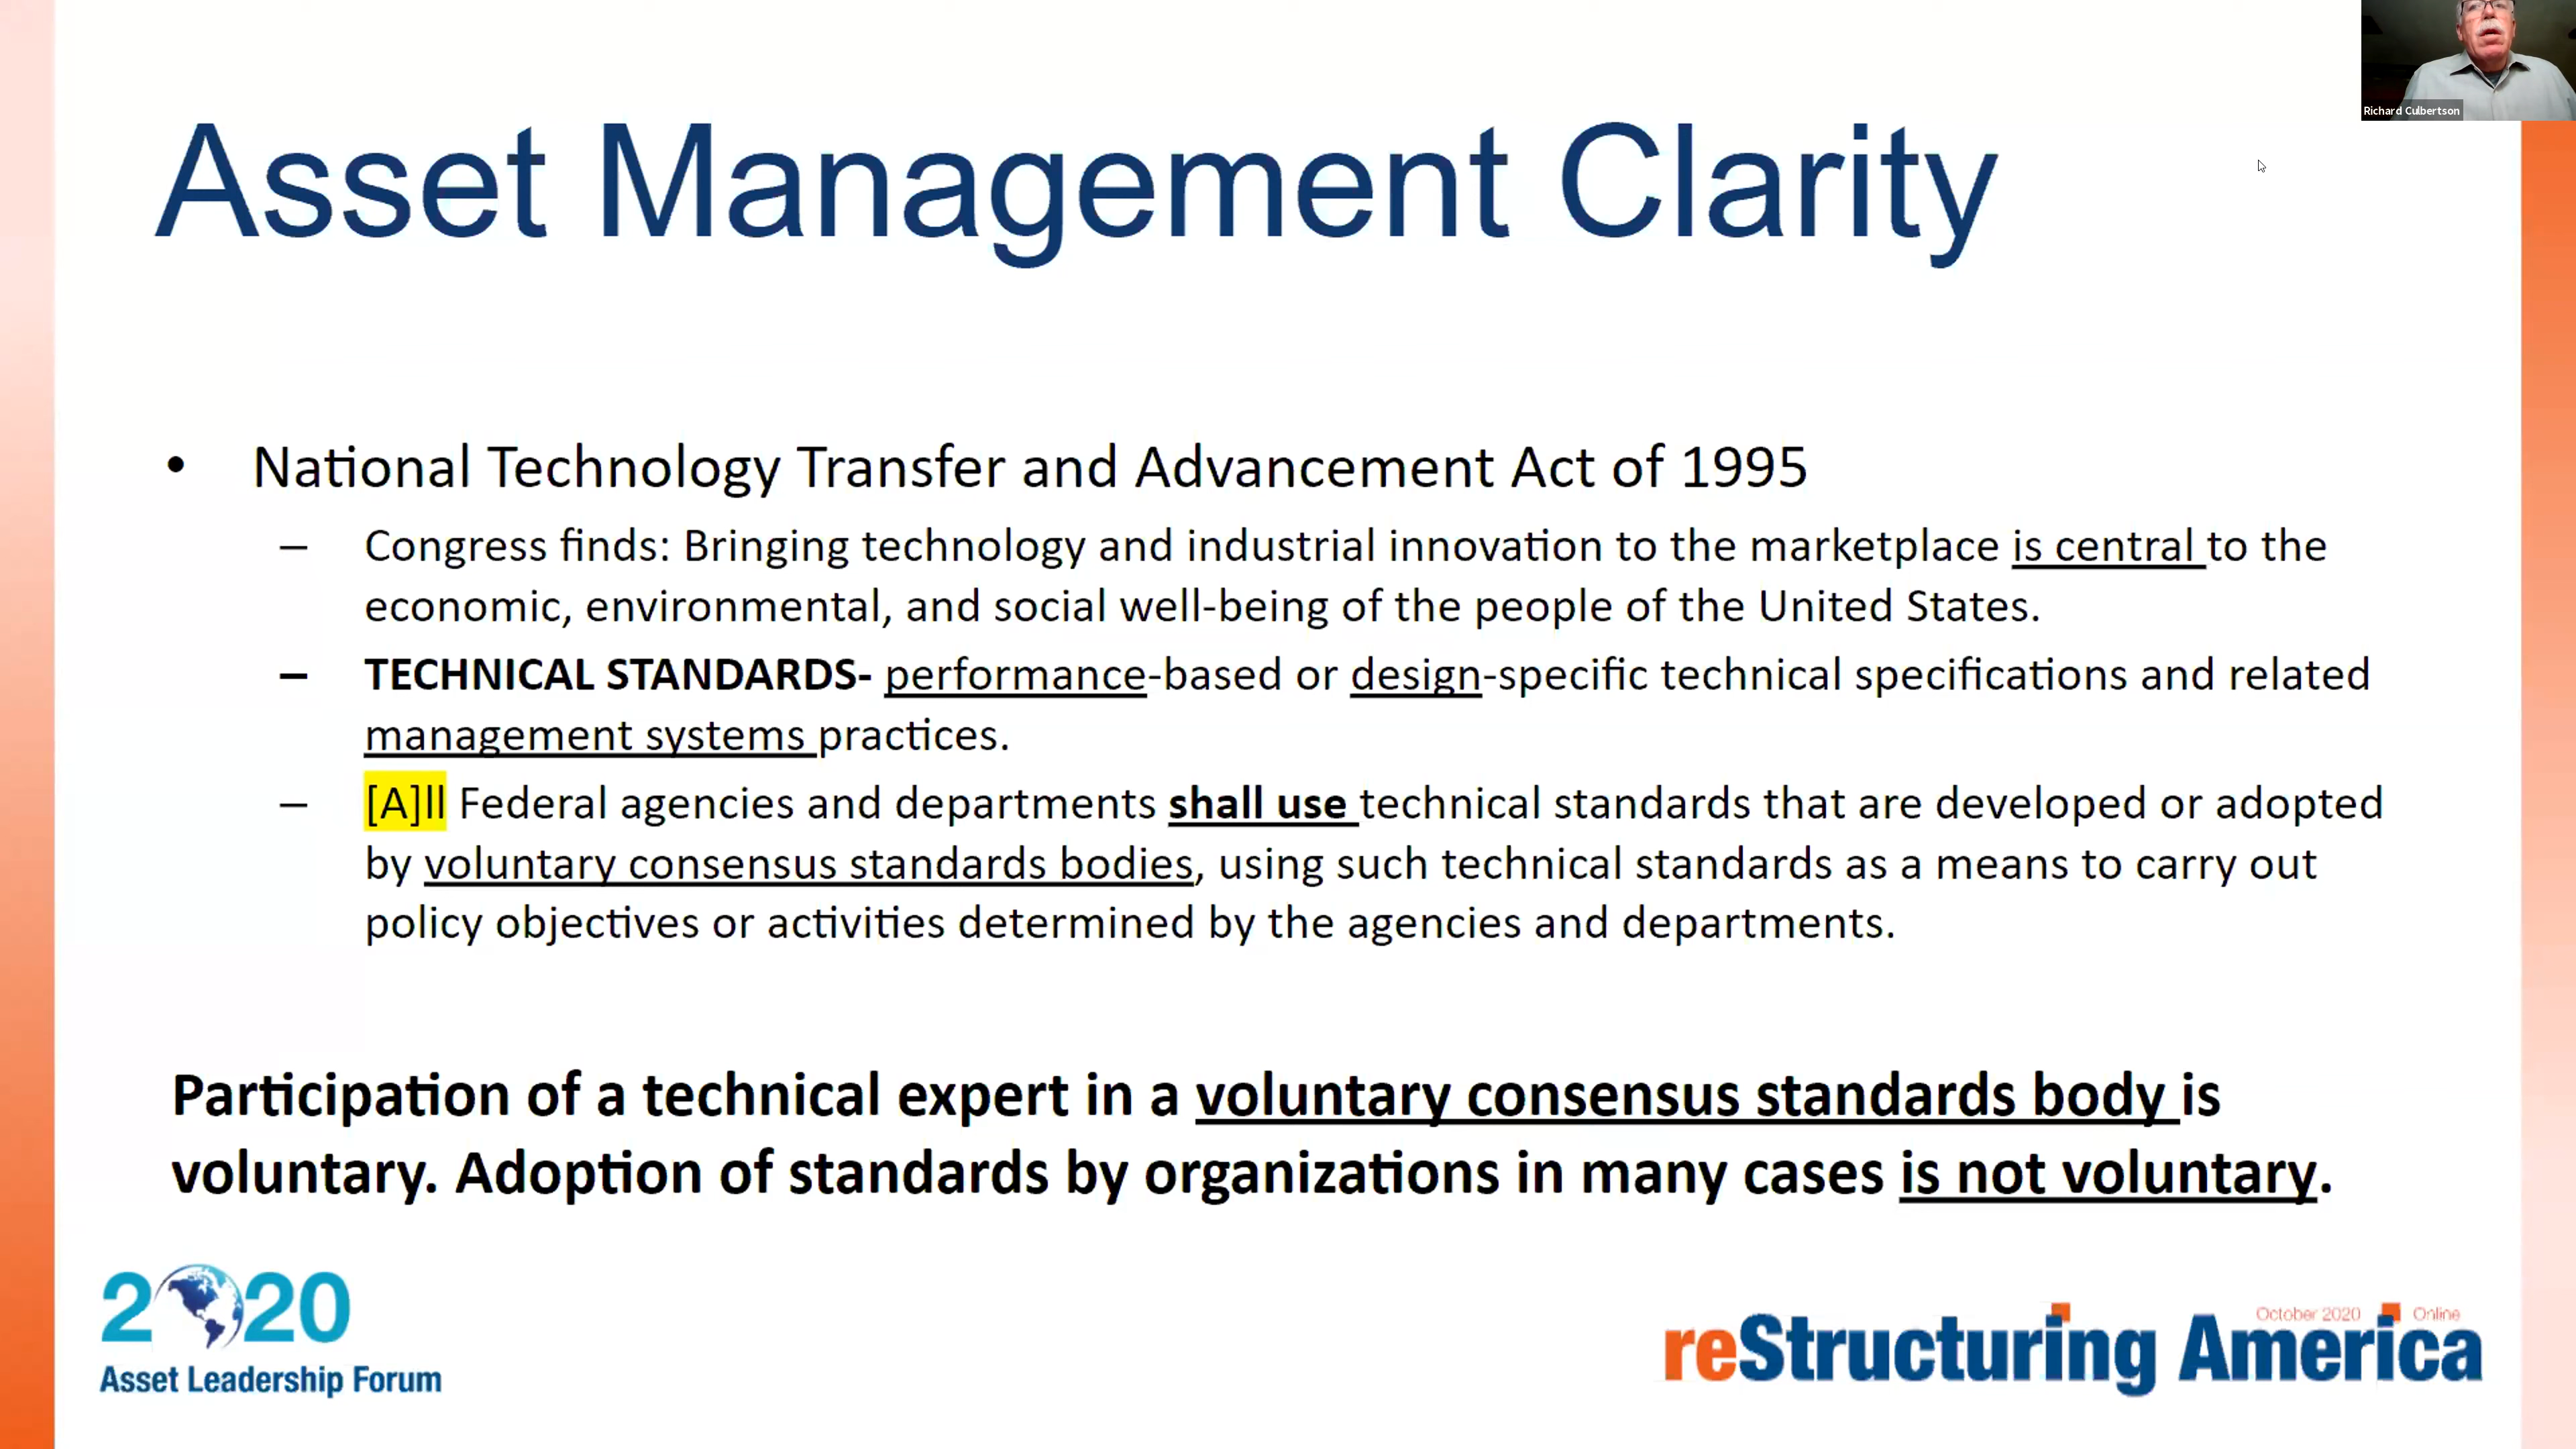 Richard Culbertson
Asset Management Clarity
• National Technology Transfer and Advancement Act of 1995
– Congress finds: Bringing technology and industrial innovation to the marketplace is central to the
economic, environmental, and social well-being of the people of the United States.
– TECHNICAL STANDARDS- performance-based or design-specific technical specifications and related
management systems practices.
– [A]ll Federal agencies and departments shall use technical standards that are developed or adopted
by voluntary consensus standards bodies, using such technical standards as a means to carry out
policy objectives or activities determined by the agencies and departments.
Participation of a technical expert in a voluntary consensus standards body is
voluntary. Adoption of standards by organizations in many cases is not voluntary.
2020
Asset Leadership Forum
October 2020 Online
reStructuring America